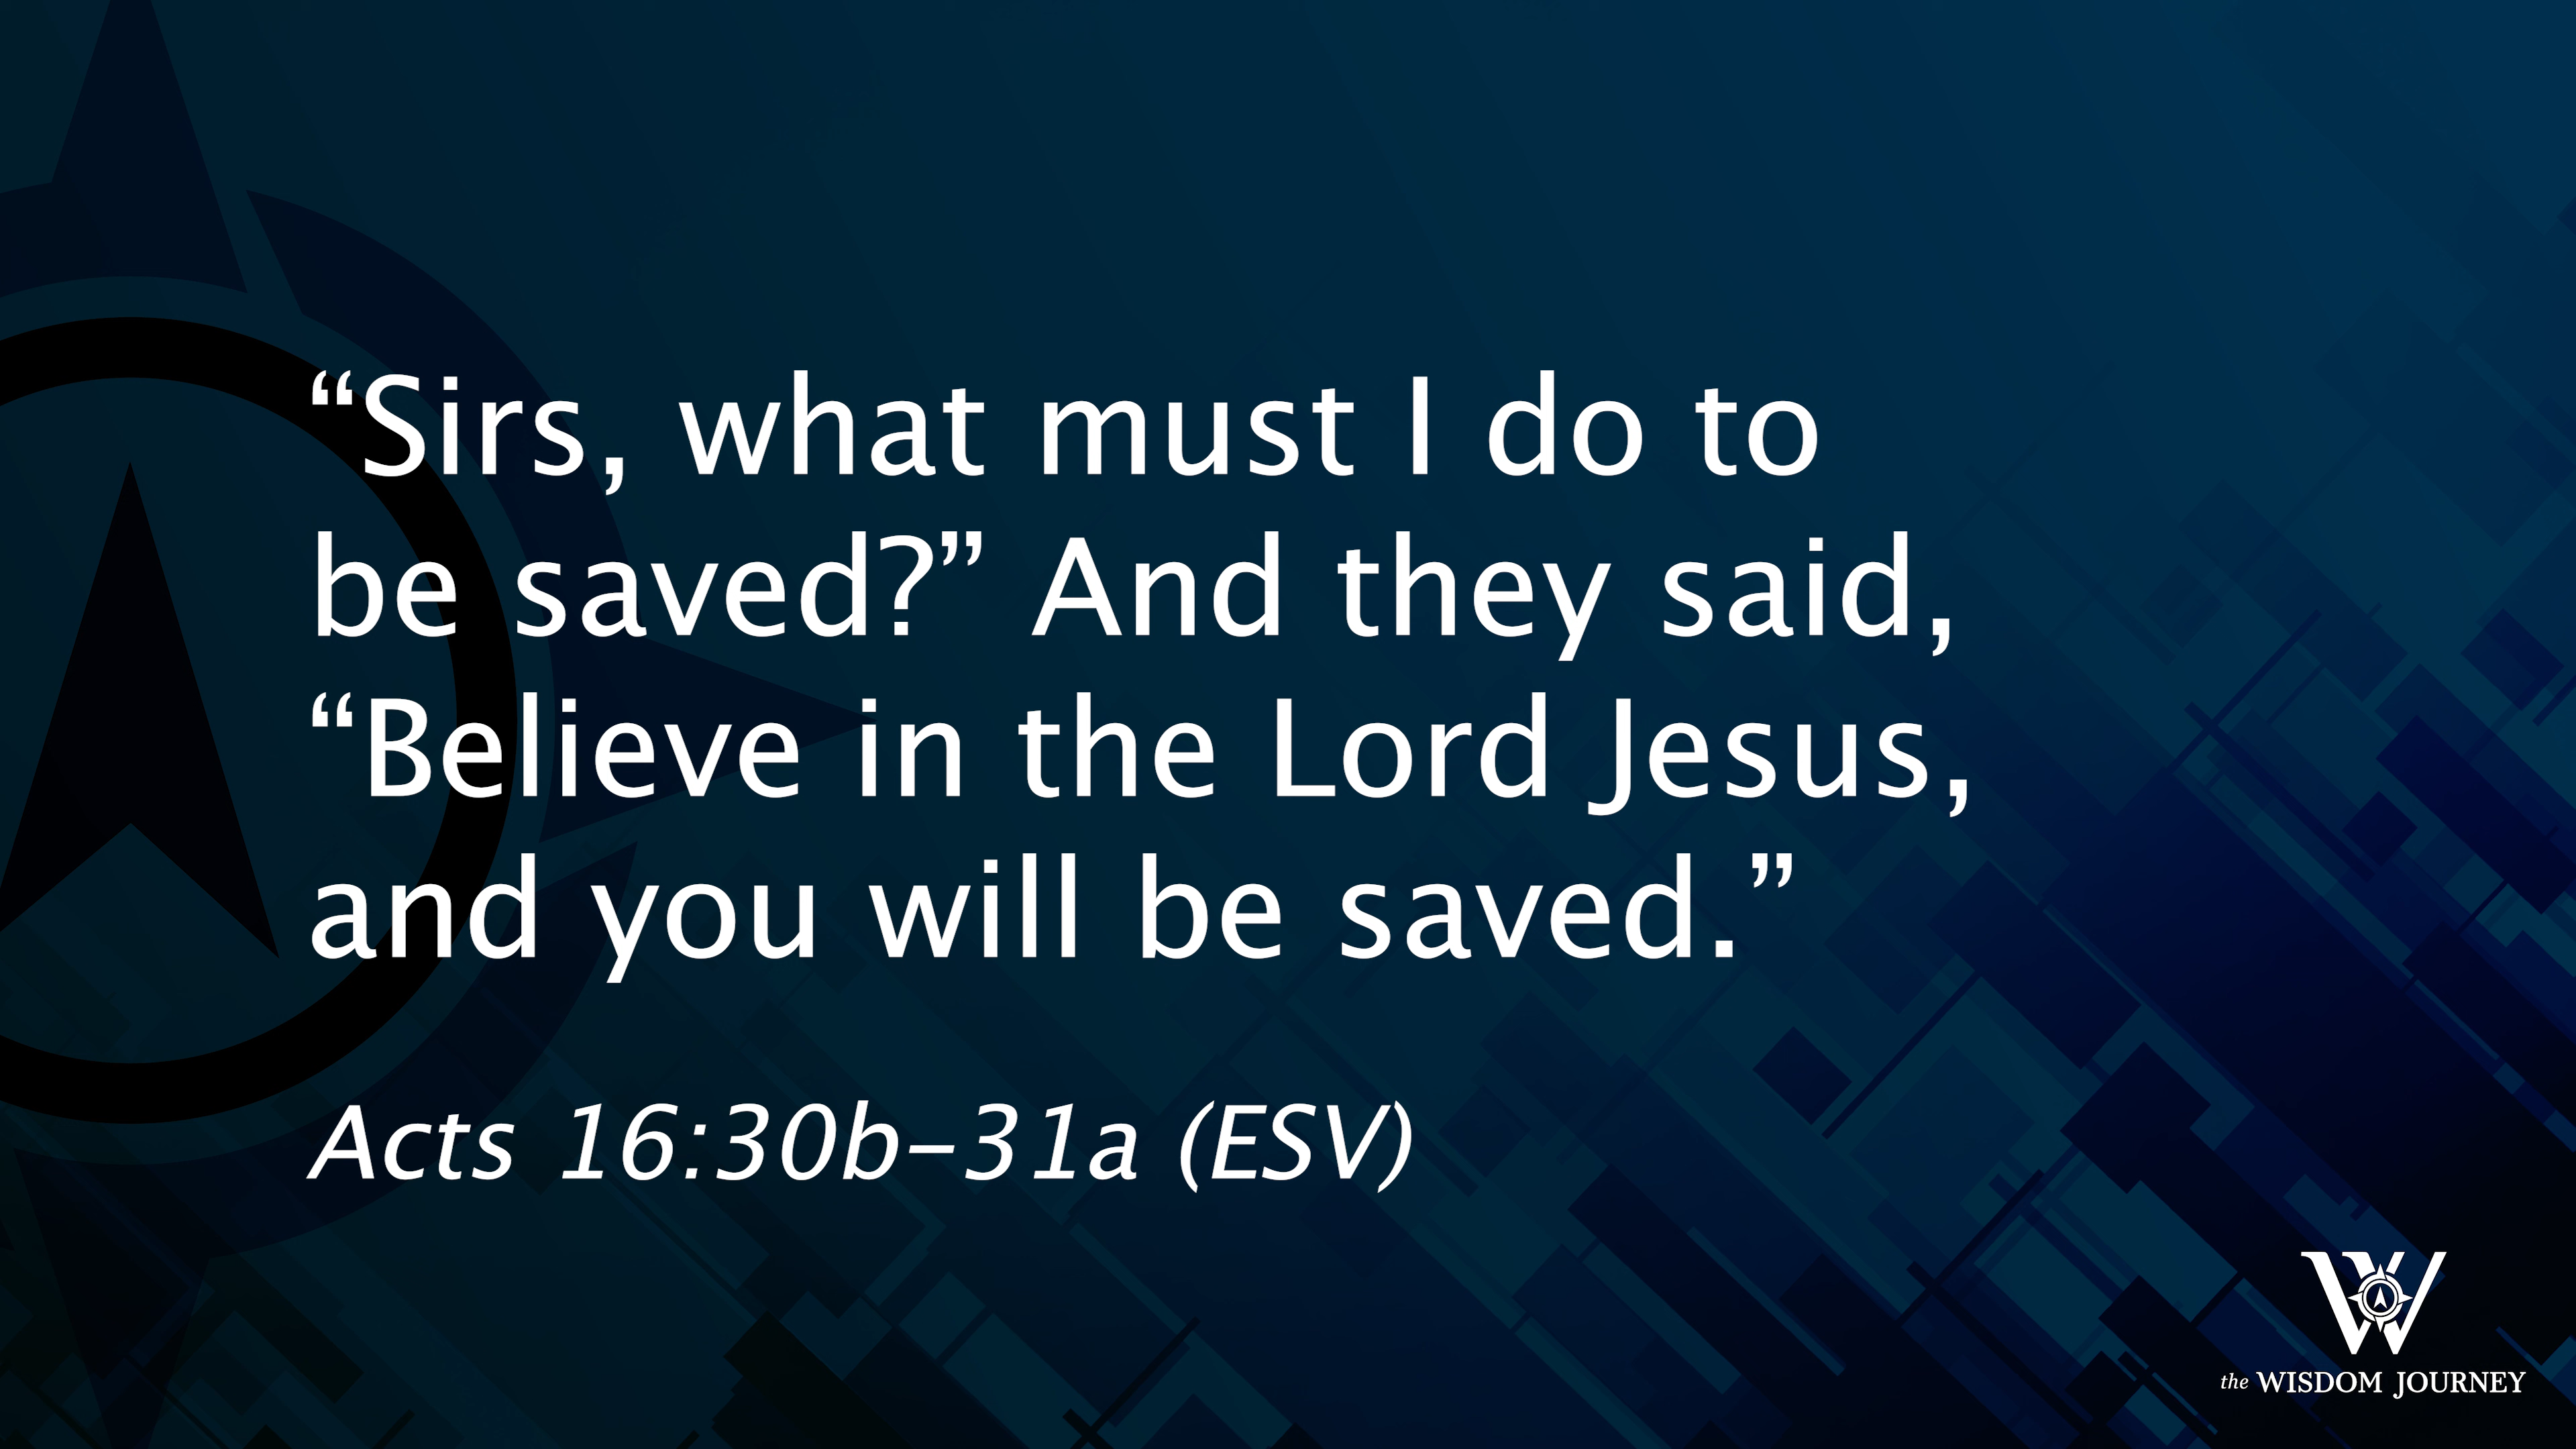 “Sirs, what must I do to
be saved?” And they said,
“Believe in the Lord Jesus,
and you will be saved.”
Acts 16:30b–31a (ESV)
W
the WISDOM JOURNEY